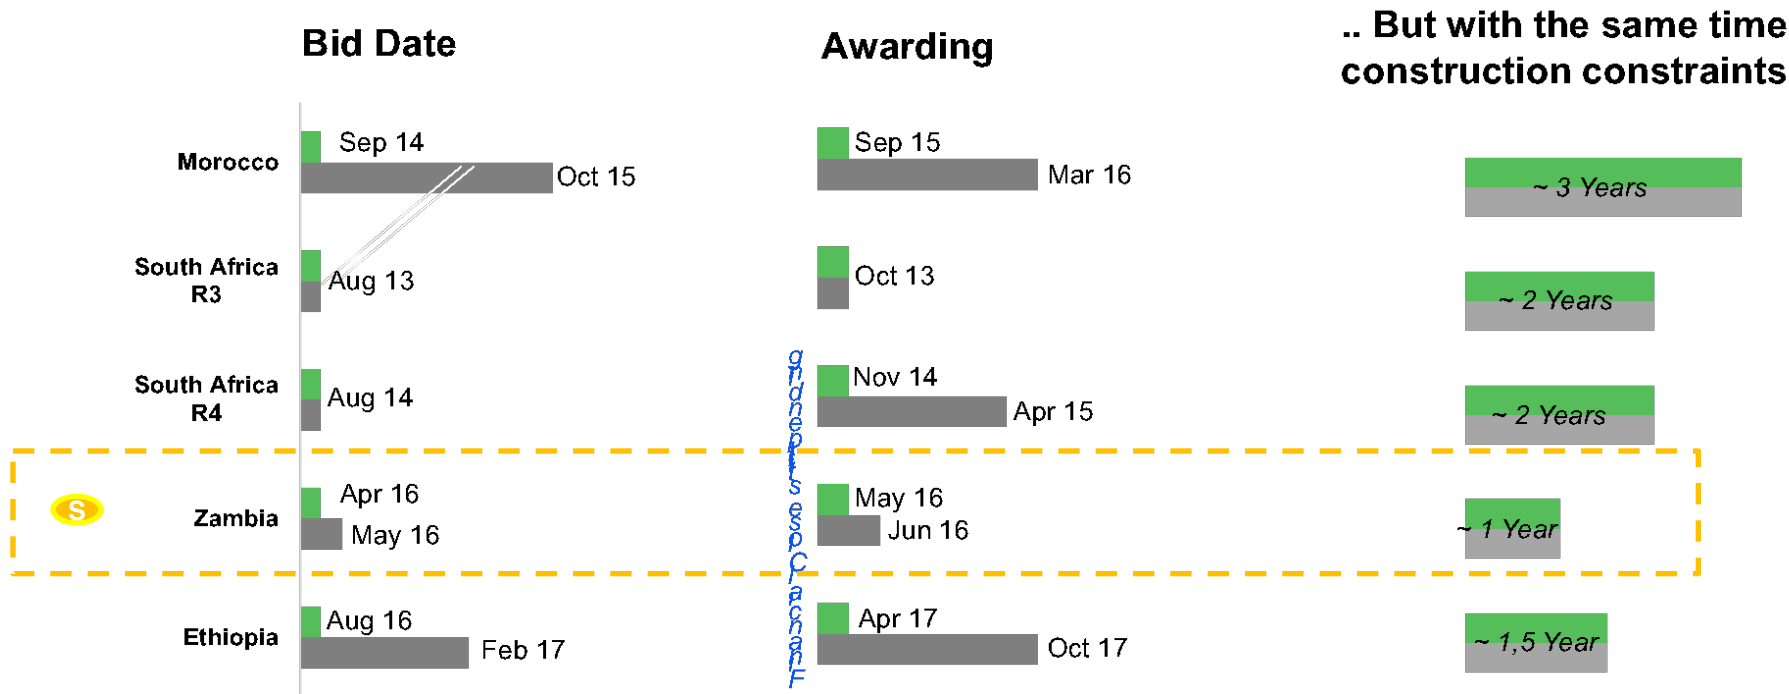 Bid Date
Awarding
.. But with the same time
construction constraints
Morocco
Sep 14
Oct 15
Sep 15
Mar 16
~ 3 Years
South Africa
R3
Aug 13
Oct 13
~ 2 Years
South Africa
R4
Aug 14
Nov 14
Apr 15
~ 2 Years
S
Zambia
Apr 16
May 16
May 16
Jun 16
~ 1 Year
Ethiopia
Aug 16
Feb 17
Apr 17
Oct 17
~ 1,5 Year